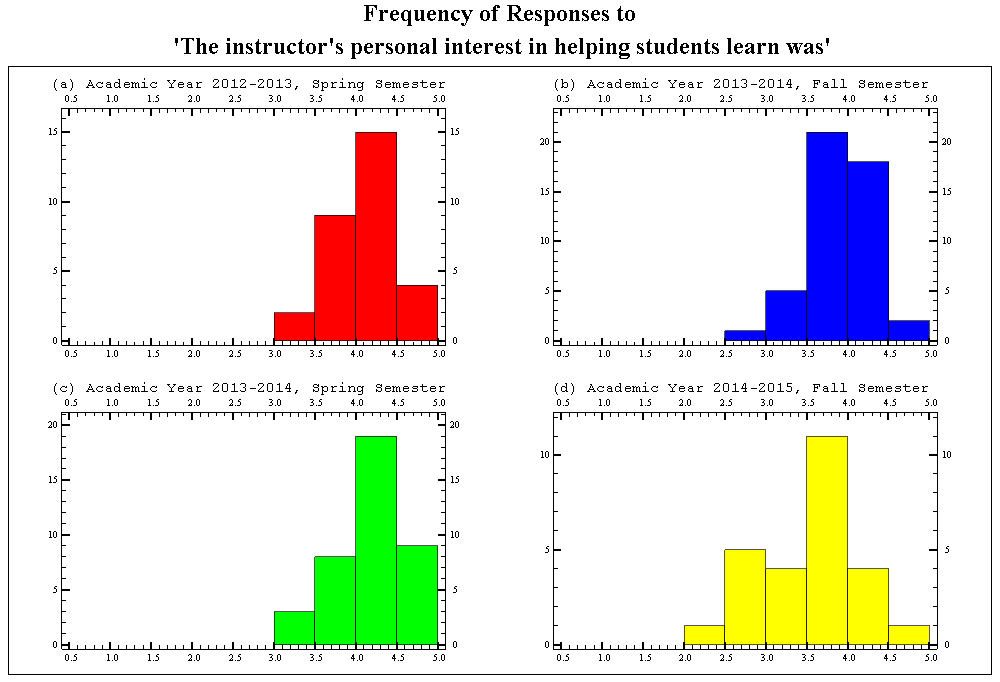 Frequency of Responses to
'The instructor's personal interest in helping students learn was'
(a) Academic Year 2012-2013, Spring Semester
0.5 1.0 1.5 2.0 2.5 3.0 3.5 4.0 4.5 5.0
15 15
10 10
5 5
0 0
0.5 1.0 1.5 2.0 2.5 3.0 3.5 4.0 4.5 5.0
(b) Academic Year 2013-2014, Fall Semester
0.5 1.0 1.5 2.0 2.5 3.0 3.5 4.0 4.5 5.0
20 20
15 15
10 10
5 5
0 0
0.5 1.0 1.5 2.0 2.5 3.0 3.5 4.0 4.5 5.0
(c) Academic Year 2013-2014, Spring Semester
0.5 1.0 1.5 2.0 2.5 3.0 3.5 4.0 4.5 5.0
20 20
15 15
10 10
5 5
0 0
0.5 1.0 1.5 2.0 2.5 3.0 3.5 4.0 4.5 5.0
(d) Academic Year 2014-2015, Fall Semester
0.5 1.0 1.5 2.0 2.5 3.0 3.5 4.0 4.5 5.0
10 10
5 5
0 0
0.5 1.0 1.5 2.0 2.5 3.0 3.5 4.0 4.5 5.0